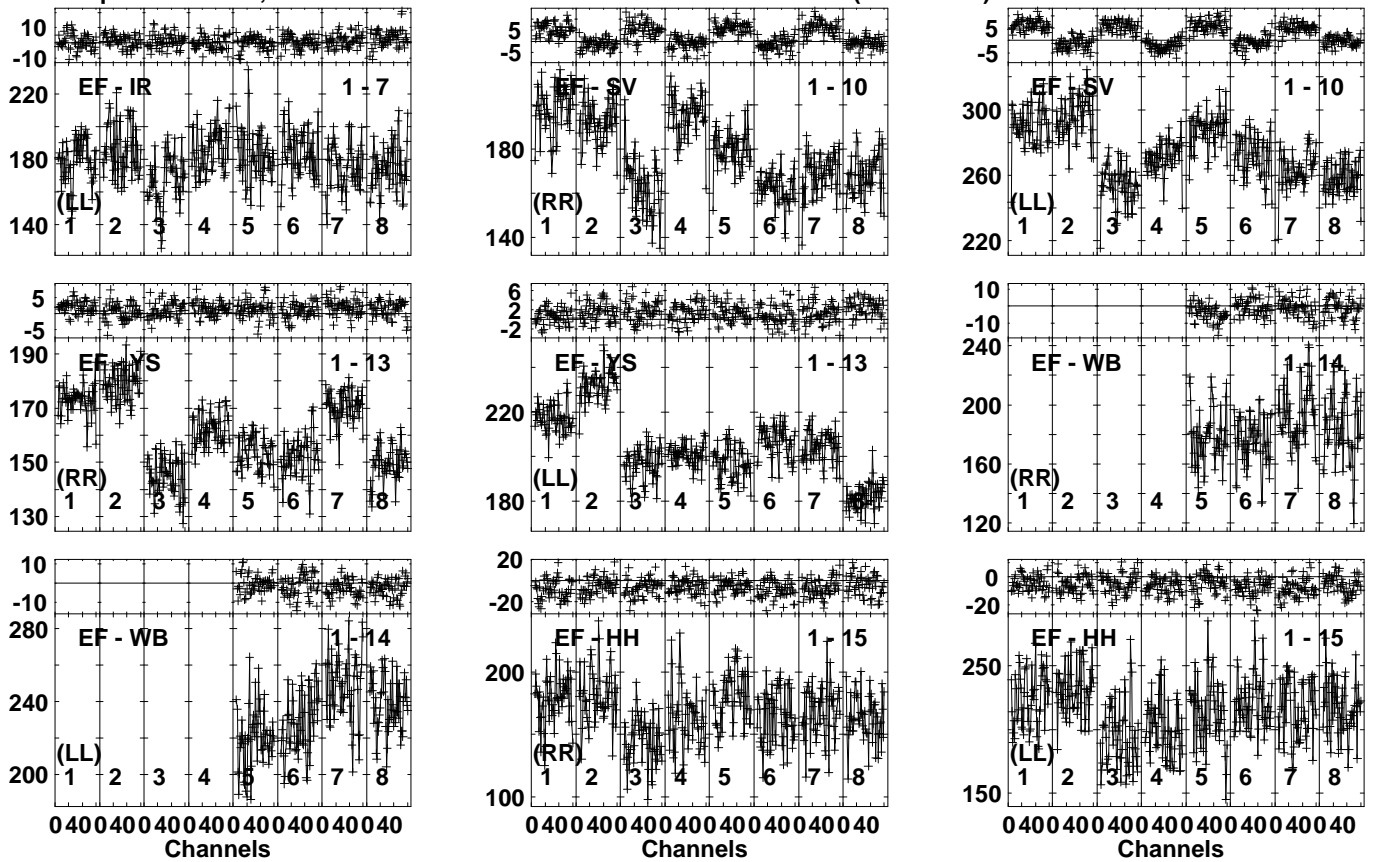 10
-10
EF - IR 1 - 7
220
180
140
(LL)
1 2 3 4 5 6 7 8
5
-5
EF - SV 1 - 10
180
140
(RR)
1 2 3 4 5 6 7 8
5
-5
EF - SV 1 - 10
300
260
220
(LL)
1 2 3 4 5 6 7 8
5
-5
EF - YS 1 - 13
190
170
150
130
(RR)
1 2 3 4 5 6 7 8
6
2
-2
EF - YS 1 - 13
220
180
(LL)
1 2 3 4 5 6 7 8
10
-10
EF - WB 1 - 14
240
200
160
120
(RR)
1 2 3 4 5 6 7 8
10
-10
EF - WB 1 - 14
280
240
200
(LL)
1 2 3 4 5 6 7 8
20
-20
EF - HH 1 - 15
200
100
(RR)
1 2 3 4 5 6 7 8
0
-20
EF - HH 1 - 15
250
150
(LL)
1 2 3 4 5 6 7 8
0 40 0 40 0 40 0 40 0 40 0 40 0 40 0 40
Channels
0 40 0 40 0 40 0 40 0 40 0 40 0 40 0 40
Channels
0 40 0 40 0 40 0 40 0 40 0 40 0 40 0 40
Channels